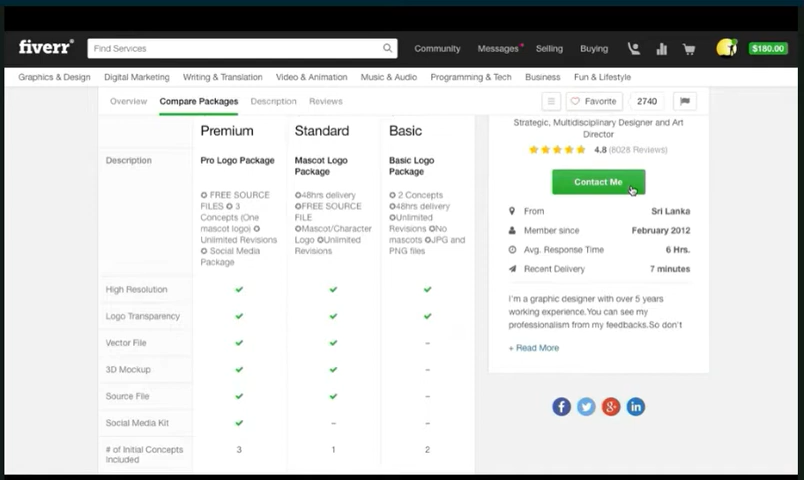 fiverr
Find Services
Community
Messages
Selling
Buying
$180.00
Graphics & Design
Digital Marketing
Writing & Translation
Video & Animation
Music & Audio
Programming & Tech
Business
Fun & Lifestyle
Overview
Compare Packages
Description
Reviews
Favorite
2740
Premium
Standard
Basic
Description
Pro Logo Package
Mascot Logo
Package
Basic Logo
Package
✪ FREE SOURCE
FILES ✪ 3
Concepts (One
mascot logo) ✪
Unlimited Revisions
✪ Social Media
Package
✪48hrs delivery
✪FREE SOURCE
FILE
✪Mascot/Character
Logo ✪Unlimited
Revisions
✪ 2 Concepts
✪48hrs delivery
✪Unlimited
Revisions ✪No
mascots ✪JPG and
PNG files
High Resolution
Logo Transparency
Vector File
–
3D Mockup
–
Source File
–
Social Media Kit
– –
# of Initial Concepts
Included
3 1 2
Strategic, Multidisciplinary Designer and Art
Director
4.8 (8028 Reviews)
Contact Me
From Sri Lanka
Member since February 2012
Avg. Response Time 6 Hrs.
Recent Delivery 7 minutes
I'm a graphic designer with over 5 years
working experience.You can see my
professionalism from my feedbacks.So don't
+ Read More
f
g+
in